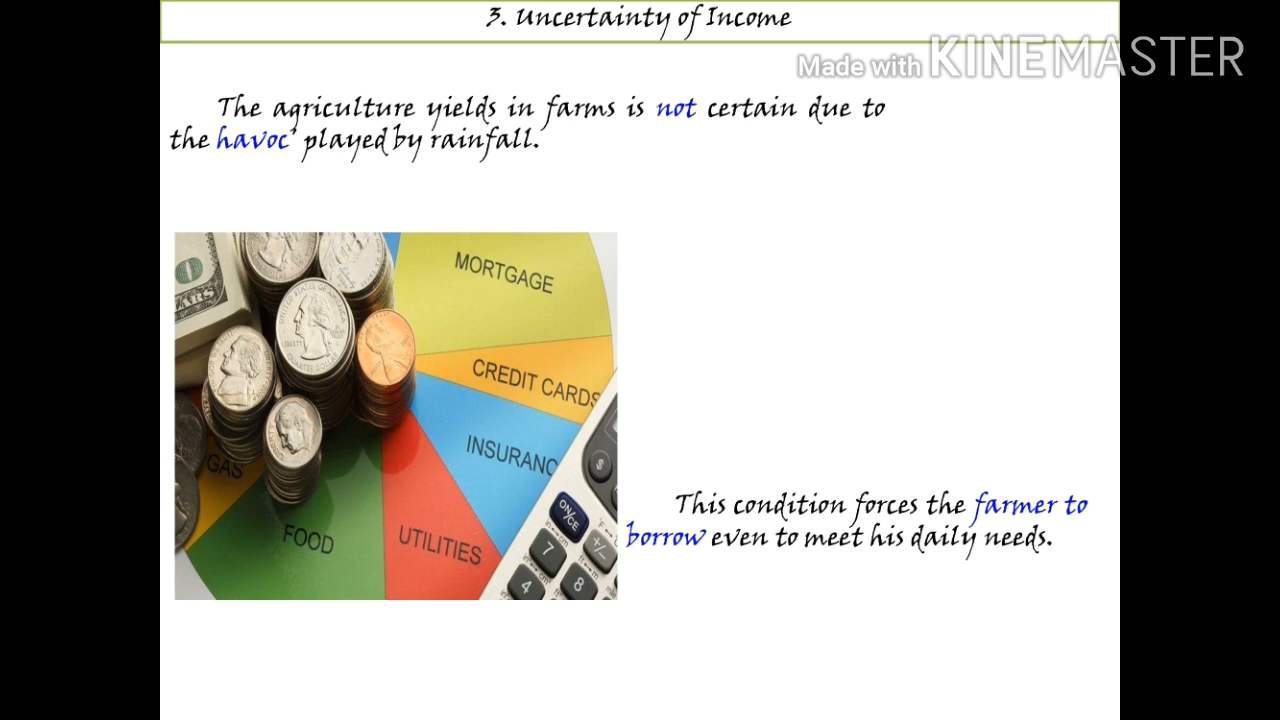 3. Uncertainty of Income
Made with KINEMASTER
The agriculture yields in farms is not certain due to
the havoc' played by rainfall.
MORTGAGE
CREDIT CARDS
INSURANC
GAS
FOOD
UTILITIES
ON/CE
+/-
7
8
4
$
This condition forces the farmer to
borrow even to meet his daily needs.